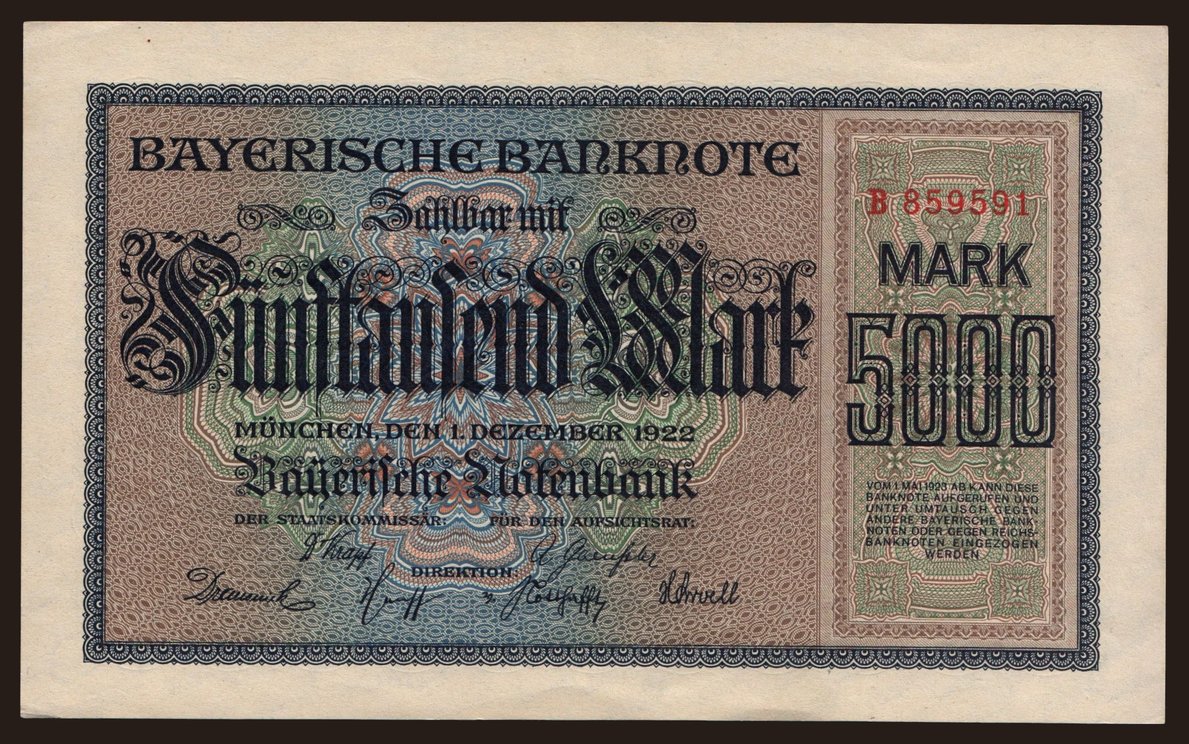 BAYERISCHE BANKNOTE
Zahlbar mit
Fünftausend Mark
MÜNCHEN, DEN 1. DEZEMBER 1922
Bayerische Notenbank
DER STAATSKOMMISSÄR: FÜR DEN AUFSICHTSRAT:
DIREKTION:
B 859591
MARK
5000
VOM 1. MAI 1923 AB KANN DIESE
BANKNOTE AUFGERUFEN UND
UNTER UMTAUSCH GEGEN
ANDERE BAYERISCHE BANK-
NOTEN ODER GEGEN REICHS-
BANKNOTEN EINGEZOGEN
WERDEN